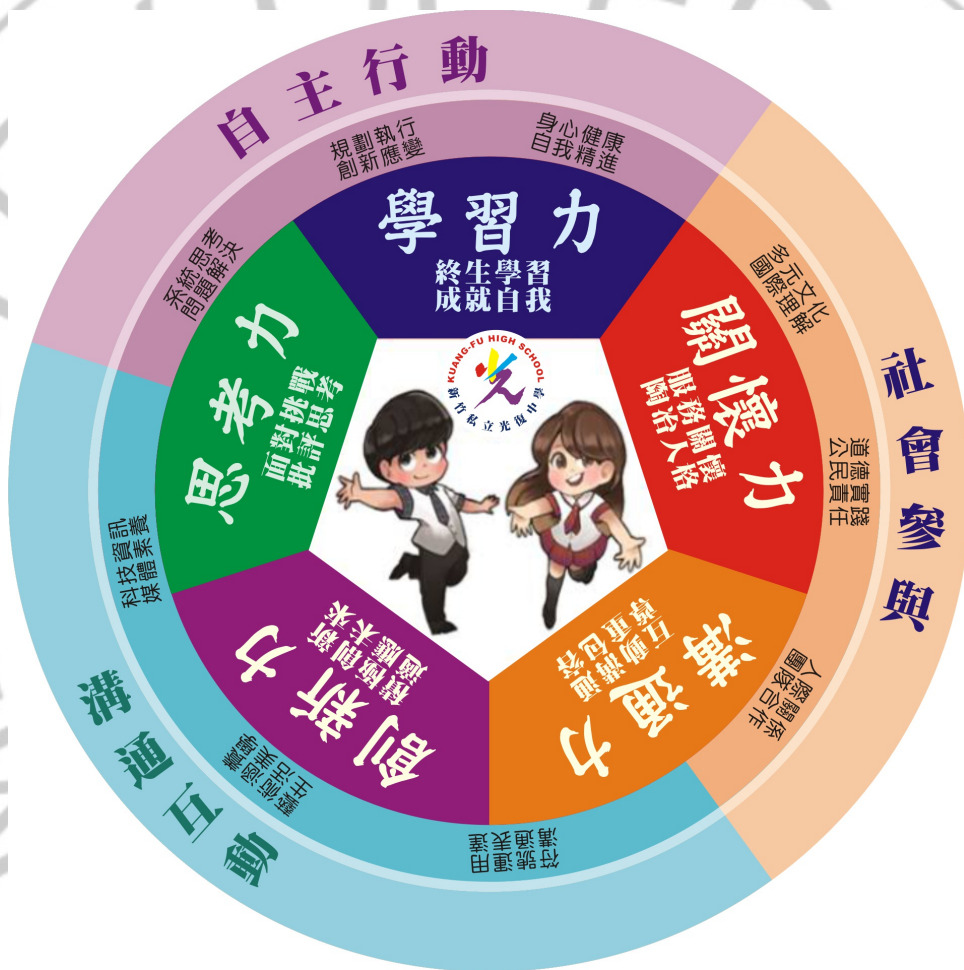 自主行動
規劃執行
創新應變
身心健康
自我精進
系統思考
問題解決
社會參與
多元文化
國際理解
道德實踐
公民責任
人際關係
團隊合作
溝通互動
科技資訊
媒體素養
藝術涵養
生活美學
符號運用
溝通表達
學習力
終生學習
成就自我
關懷力
服務關懷
陶冶人格
溝通力
互動溝通
尊重包容
創新力
積極創新
適應未來
思考力
面對挑戰
批評思考
KUANG-FU HIGH SCHOOL
光
新竹私立光復中學